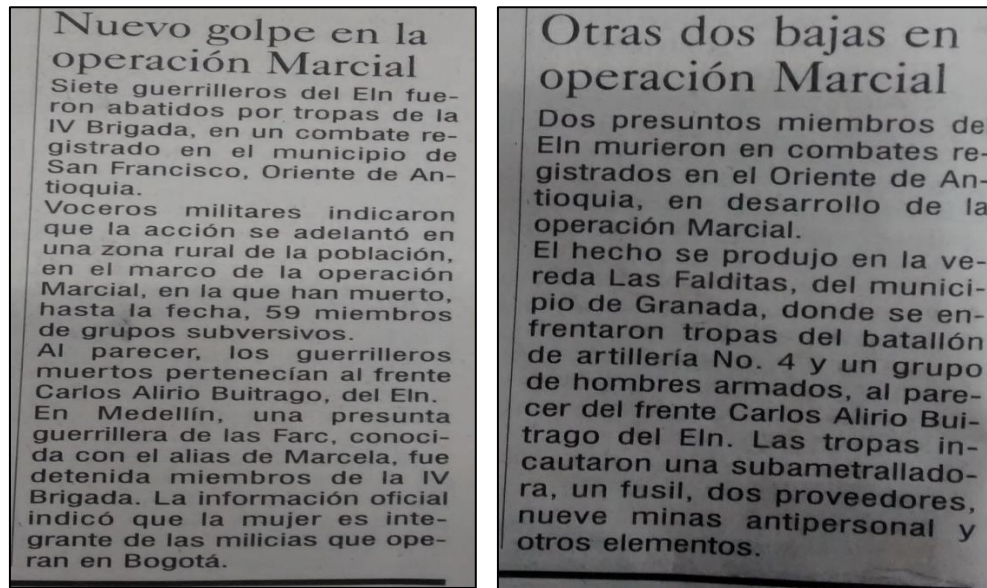 Nuevo golpe en la
operación Marcial
Siete guerrilleros del Eln fue-
ron abatidos por tropas de la
IV Brigada, en un combate re-
gistrado en el municipio de
San Francisco, Oriente de An-
tioquia.
Voceros militares indicaron
que la acción se adelantó en
una zona rural de la población,
en el marco de la operación
Marcial, en la que han muerto,
hasta la fecha, 59 miembros
de grupos subversivos.
Al parecer, los guerrilleros
muertos pertenecían al frente
Carlos Alirio Buitrago, del Eln.
En Medellín, una presunta
guerrillera de las Farc, conoci-
da con el alias de Marcela, fue
detenida miembros de la IV
Brigada. La información oficial
indicó que la mujer es inte-
grante de las milicias que ope-
ran en Bogotá.
Otras dos bajas en
operación Marcial
Dos presuntos miembros de
Eln murieron en combates re-
gistrados en el Oriente de An-
tioquia, en desarrollo de la
operación Marcial.
El hecho se produjo en la ve-
reda Las Falditas, del munici-
pio de Granada, donde se en-
frentaron tropas del batallón
de artillería No. 4 y un grupo
de hombres armados, al pare-
cer del frente Carlos Alirio Bui-
trago del Eln. Las tropas in-
cautaron una subametrallado-
ra, un fusil, dos proveedores,
nueve minas antipersonal y
otros elementos.